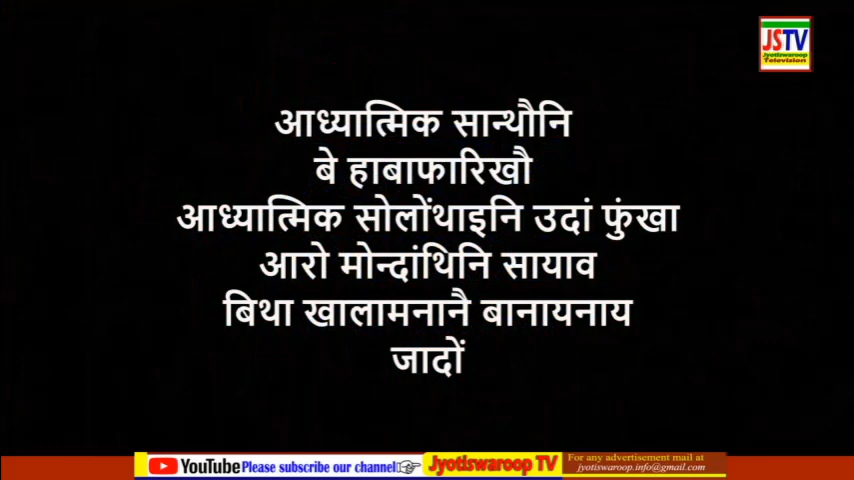 JSTV
Jyotiswaroop
Television
आध्यात्मिक सान्थौनि
बे हाबाफारिखौ
आध्यात्मिक सोलोंथाइनि उदां फुंखा
आरो मोन्दांथिनि सायाव
बिथा खालामनानै बानायनाय
जादों
YouTube Please subscribe our channel Jyotiswaroop TV
For any advertisement mail at
jyotiswaroop.info@gmail.com